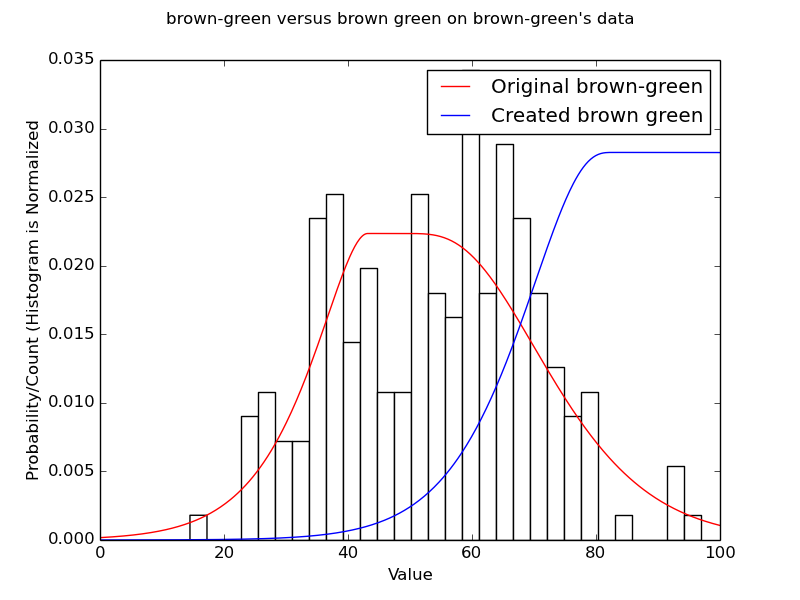 brown-green versus brown green on brown-green's data
0.035
0.030
0.025
0.020
0.015
0.010
0.005
0.000
Probability/Count (Histogram is Normalized
Original brown-green
Created brown green
0 20 40 60 80 100
Value